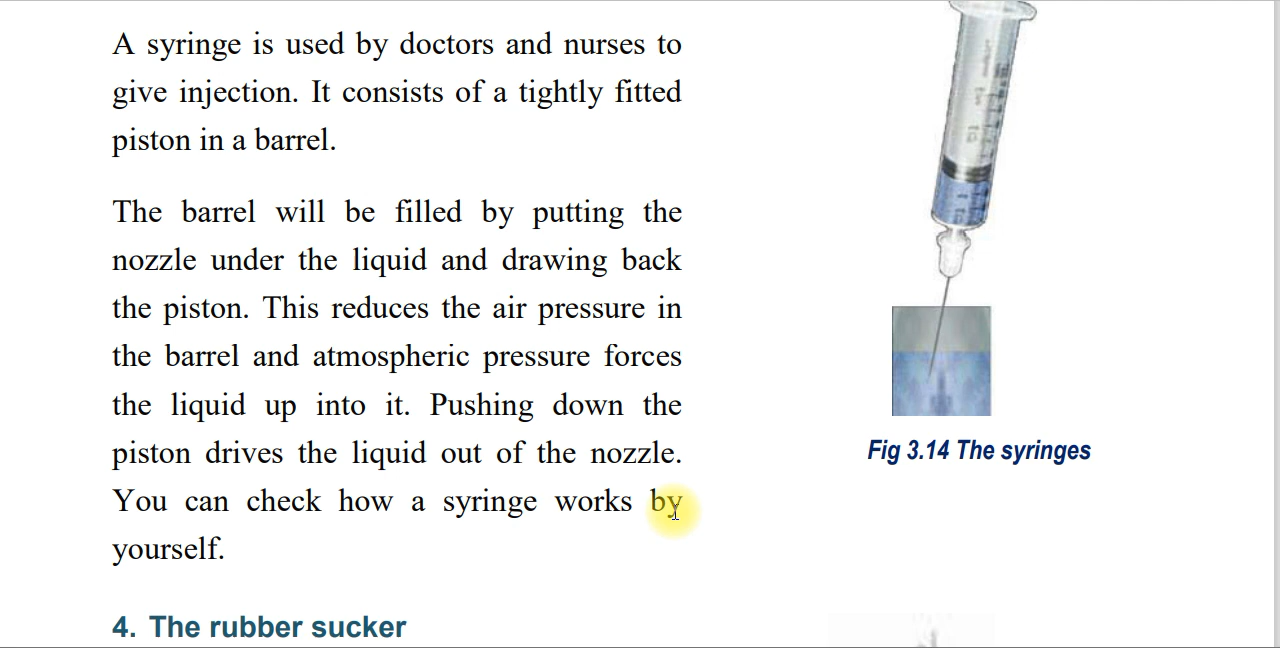 A syringe is used by doctors and nurses to
give injection. It consists of a tightly fitted
piston in a barrel.
The barrel will be filled by putting the
nozzle under the liquid and drawing back
the piston. This reduces the air pressure in
the barrel and atmospheric pressure forces
the liquid up into it. Pushing down the
piston drives the liquid out of the nozzle.
You can check how a syringe works by
yourself.
Fig 3.14 The syringes
4. The rubber sucker